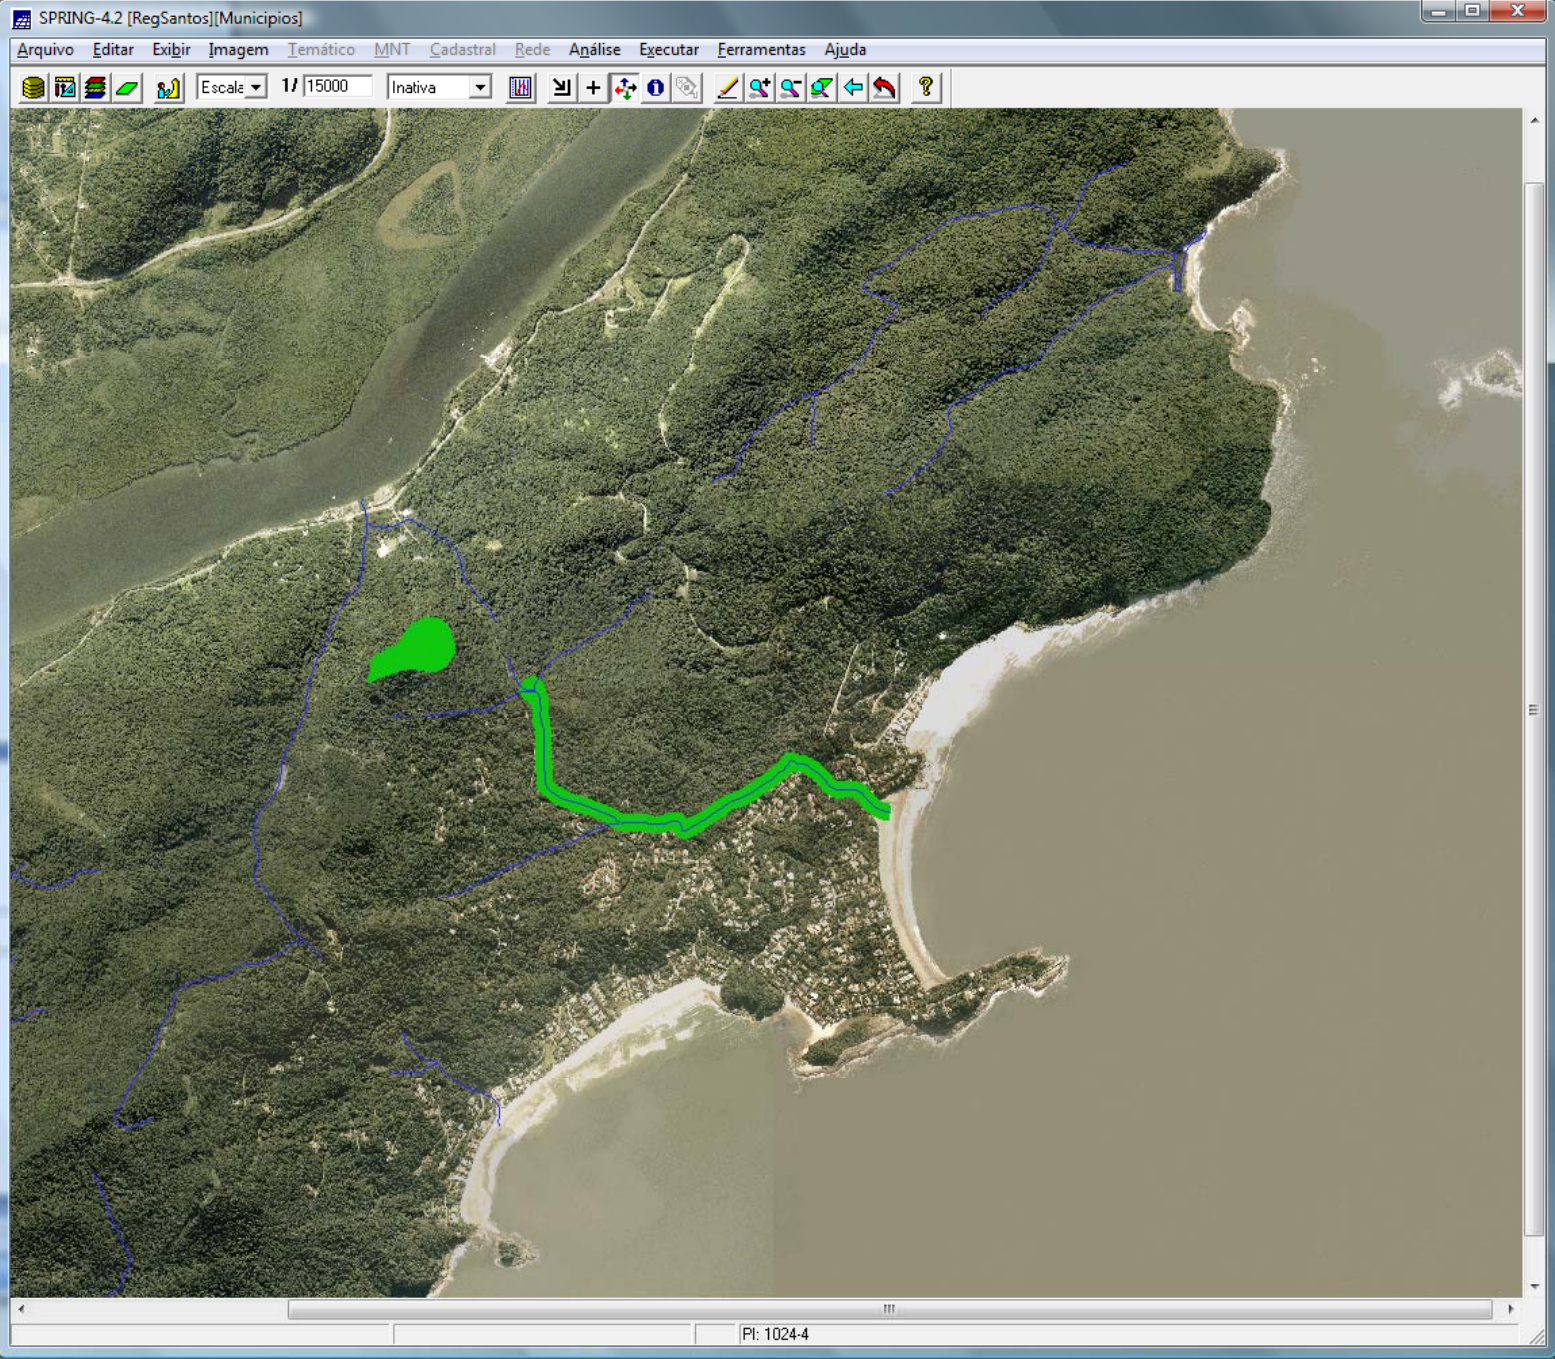 SPRING-4.2 [RegSantos][Municipios]
Arquivo Editar Exibir Imagem Temático MNT Cadastral Rede Análise Executar Ferramentas Ajuda
Escala 1/ 15000 Inativa
PI: 1024-4